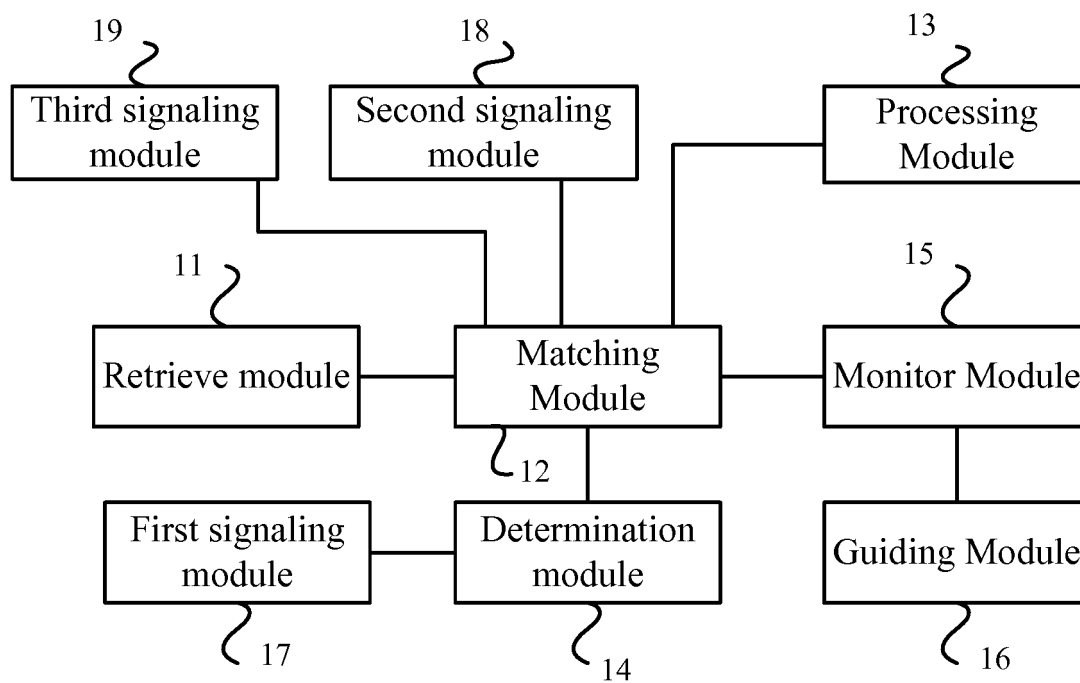 19
18
13
Third signaling
module
Second signaling
module
Processing
Module
11
15
Retrieve module
Matching
Module
Monitor Module
12
First signaling
module
Determination
module
Guiding Module
17
14
16